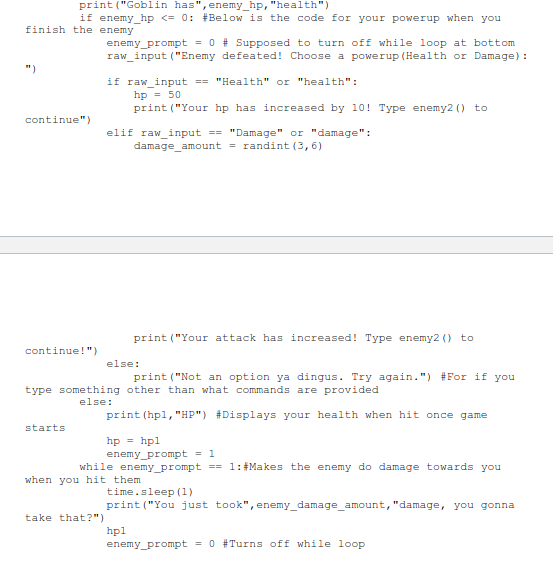 print("Goblin has",enemy_hp,"health")
if enemy_hp <= 0: #Below is the code for your powerup when you
finish the enemy
enemy_prompt = 0 # Supposed to turn off while loop at bottom
raw_input("Enemy defeated! Choose a powerup(Health or Damage):
")
if raw_input == "Health" or "health":
hp = 50
print("Your hp has increased by 10! Type enemy2() to
continue")
elif raw_input == "Damage" or "damage":
damage_amount = randint(3,6)
print("Your attack has increased! Type enemy2() to
continue!")
else:
print("Not an option ya dingus. Try again.") #For if you
type something other than what commands are provided
else:
print(hp1,"HP") #Displays your health when hit once game
starts
hp = hp1
enemy_prompt = 1
while enemy_prompt == 1:#Makes the enemy do damage towards you
when you hit them
time.sleep(1)
print("You just took",enemy_damage_amount,"damage, you gonna
take that?")
hp1
enemy_prompt = 0 #Turns off while loop